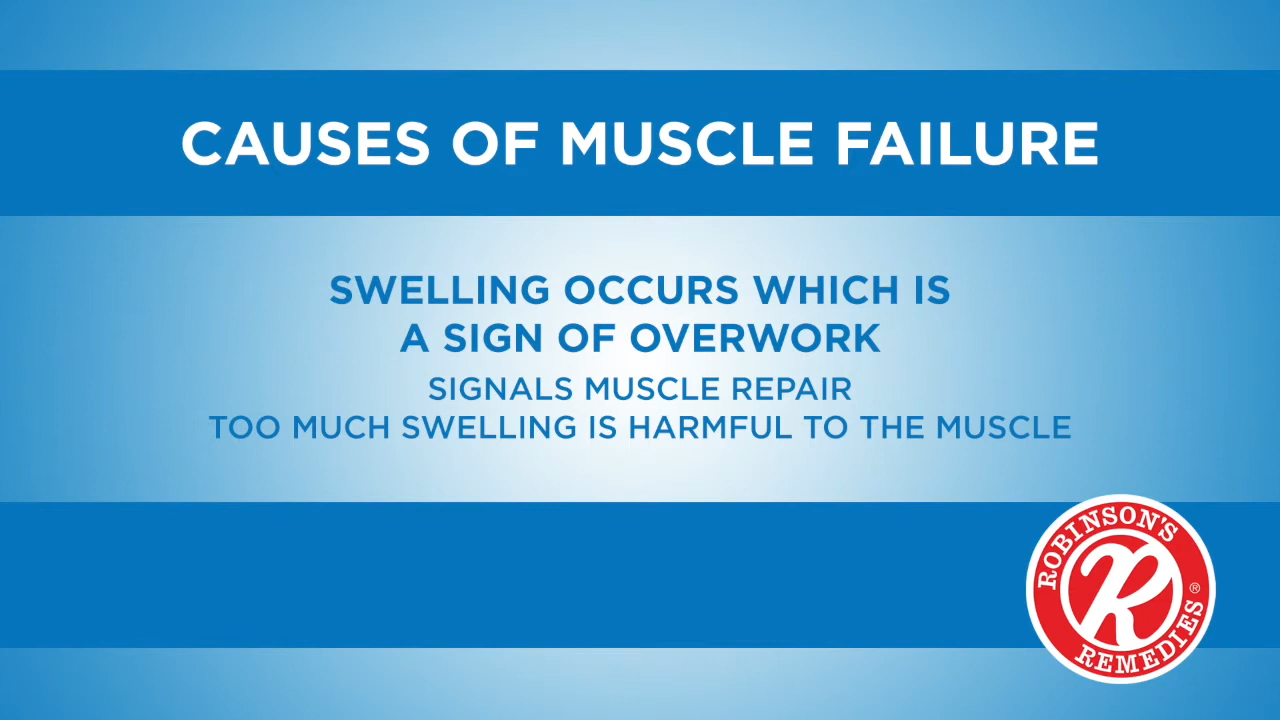 CAUSES OF MUSCLE FAILURE
SWELLING OCCURS WHICH IS
A SIGN OF OVERWORK
SIGNALS MUSCLE REPAIR
TOO MUCH SWELLING IS HARMFUL TO THE MUSCLE
ROBINSON'S
R
®
REMEDIES